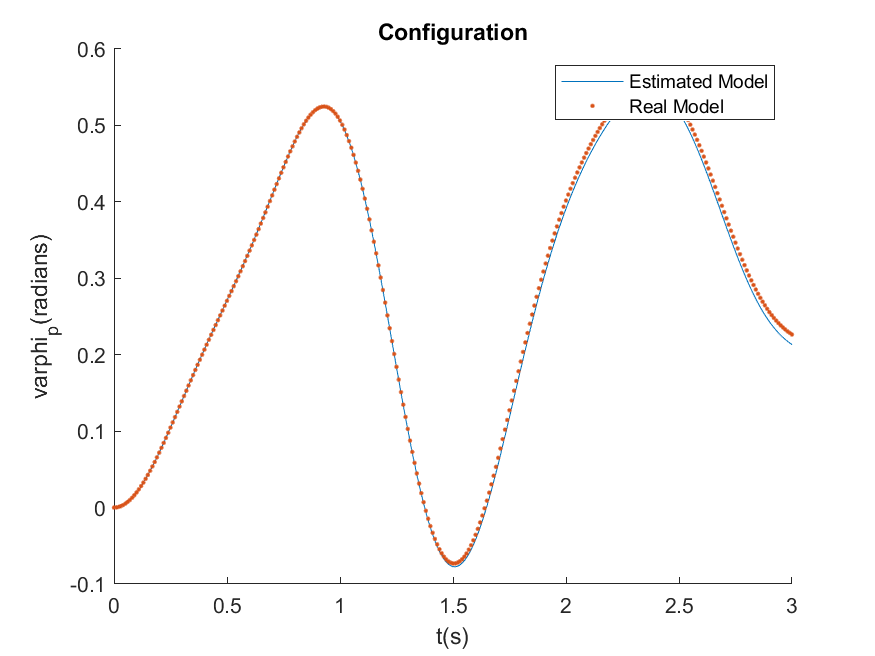 Configuration
Estimated Model
Real Model
0.6
0.5
0.4
0.3
0.2
0.1
0
-0.1
varphi_p(radians)
0 0.5 1 1.5 2 2.5 3
t(s)